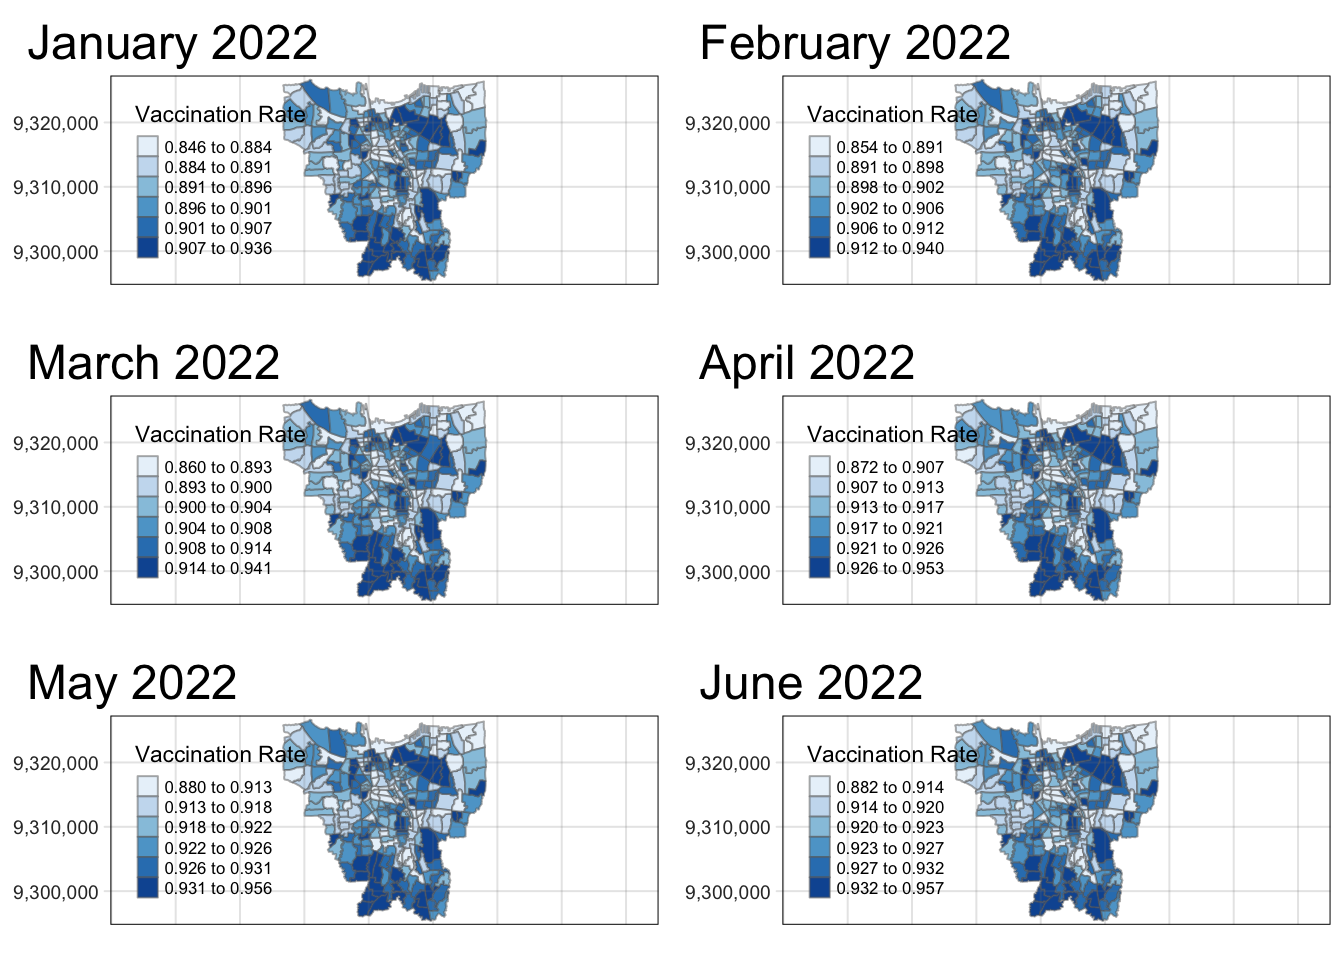 January 2022
Vaccination Rate
9,320,000
0.846 to 0.884
0.884 to 0.891
9,310,000
0.891 to 0.896
0.896 to 0.901
0.901 to 0.907
9,300,000
0.907 to 0.936
February 2022
Vaccination Rate
9,320,000
0.854 to 0.891
0.891 to 0.898
9,310,000
0.898 to 0.902
0.902 to 0.906
0.906 to 0.912
9,300,000
0.912 to 0.940
March 2022
Vaccination Rate
9,320,000
0.860 to 0.893
0.893 to 0.900
9,310,000
0.900 to 0.904
0.904 to 0.908
0.908 to 0.914
9,300,000
0.914 to 0.941
April 2022
Vaccination Rate
9,320,000
0.872 to 0.907
0.907 to 0.913
9,310,000
0.913 to 0.917
0.917 to 0.921
0.921 to 0.926
9,300,000
0.926 to 0.953
May 2022
Vaccination Rate
9,320,000
0.880 to 0.913
0.913 to 0.918
9,310,000
0.918 to 0.922
0.922 to 0.926
0.926 to 0.931
9,300,000
0.931 to 0.956
June 2022
Vaccination Rate
9,320,000
0.882 to 0.914
0.914 to 0.920
9,310,000
0.920 to 0.923
0.923 to 0.927
0.927 to 0.932
9,300,000
0.932 to 0.957